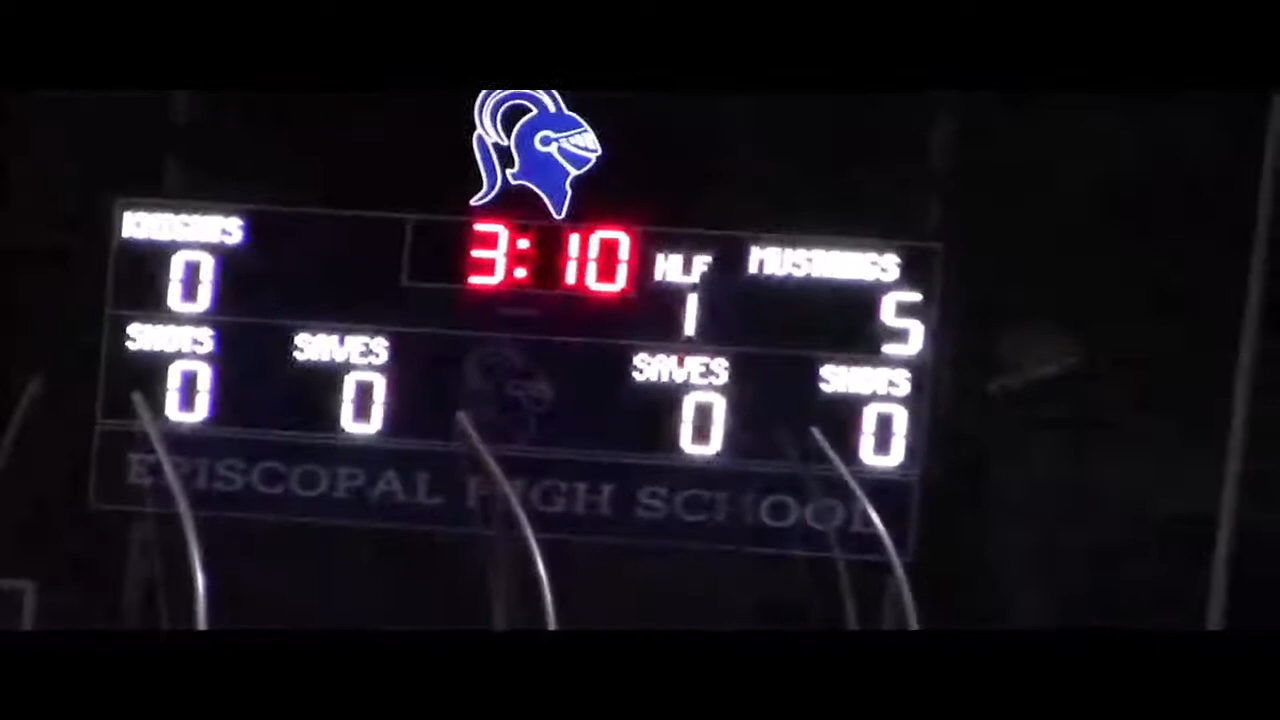 KNIGHTS 3:10 HLF MUSTANGS
0 1 5
SHOTS SAVES SAVES SHOTS
0 0 0 0
EPISCOPAL HIGH SCHOOL